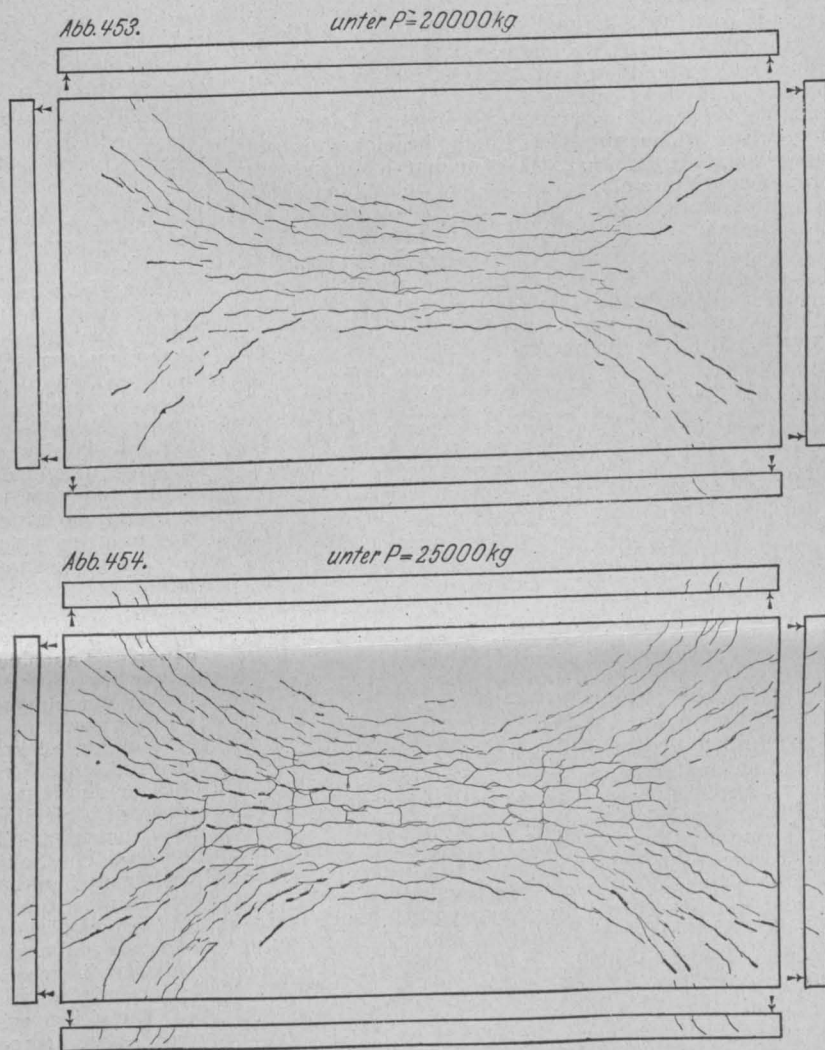 Abb. 453. unter P = 20000 kg
Abb. 454. unter P = 25000 kg